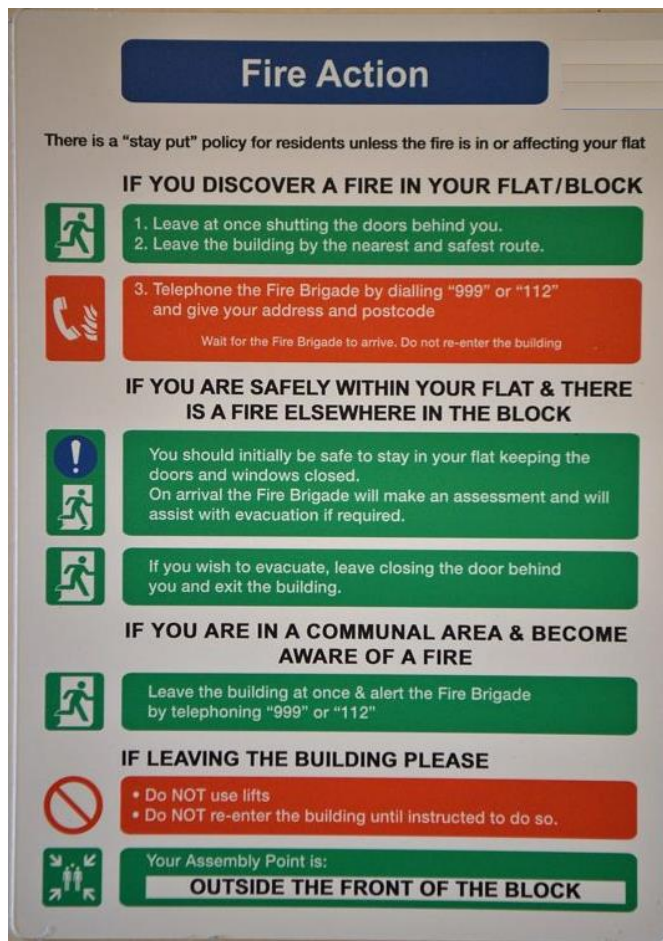 Fire Action
There is a “stay put” policy for residents unless the fire is in or affecting your flat
IF YOU DISCOVER A FIRE IN YOUR FLAT/BLOCK
1. Leave at once shutting the doors behind you.
2. Leave the building by the nearest and safest route.
3. Telephone the Fire Brigade by dialling “999” or “112”
and give your address and postcode
Wait for the Fire Brigade to arrive. Do not re-enter the building
IF YOU ARE SAFELY WITHIN YOUR FLAT & THERE
IS A FIRE ELSEWHERE IN THE BLOCK
You should initially be safe to stay in your flat keeping the
doors and windows closed.
On arrival the Fire Brigade will make an assessment and will
assist with evacuation if required.
If you wish to evacuate, leave closing the door behind
you and exit the building.
IF YOU ARE IN A COMMUNAL AREA & BECOME
AWARE OF A FIRE
Leave the building at once & alert the Fire Brigade
by telephoning “999” or “112”
IF LEAVING THE BUILDING PLEASE
• Do NOT use lifts
• Do NOT re-enter the building until instructed to do so.
Your Assembly Point is:
OUTSIDE THE FRONT OF THE BLOCK